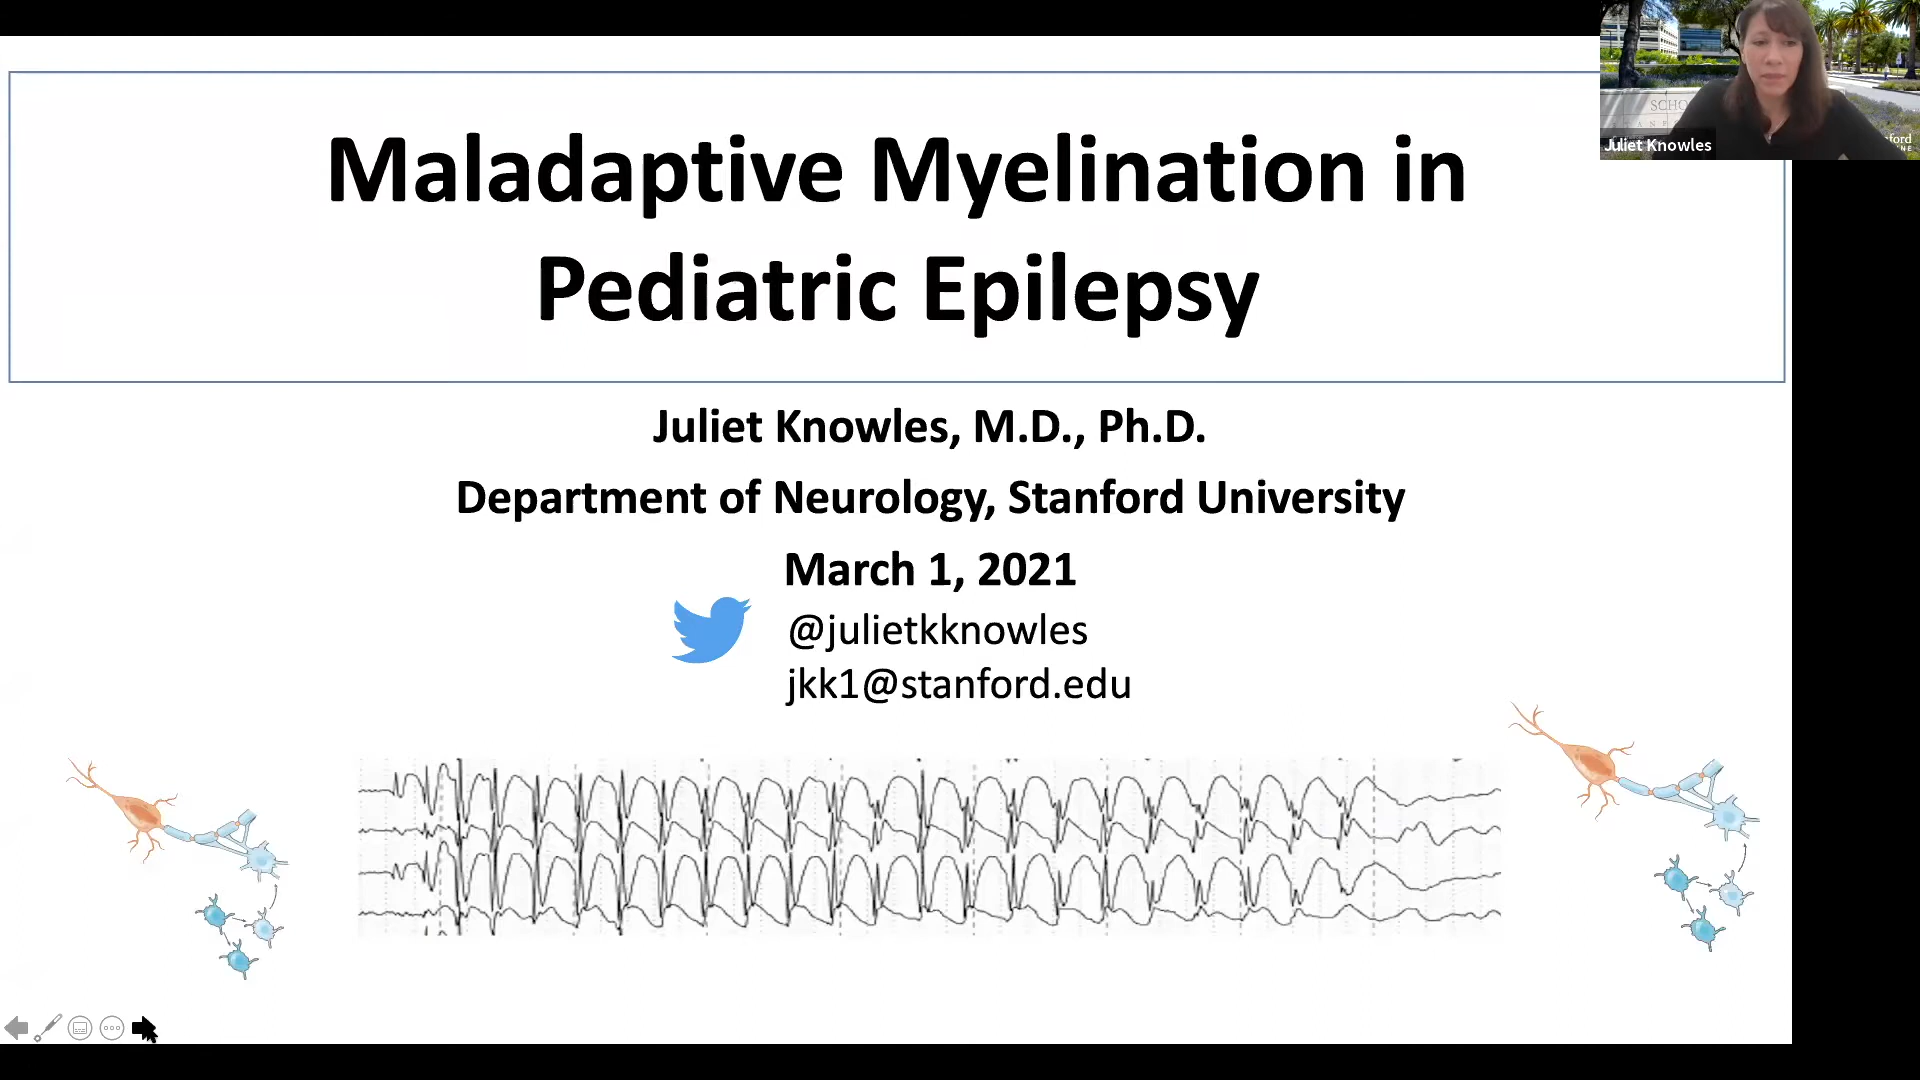 Maladaptive Myelination in
Pediatric Epilepsy
Juliet Knowles, M.D., Ph.D.
Department of Neurology, Stanford University
March 1, 2021
@julietkknowles
jkk1@stanford.edu
SCHO
Juliet Knowles